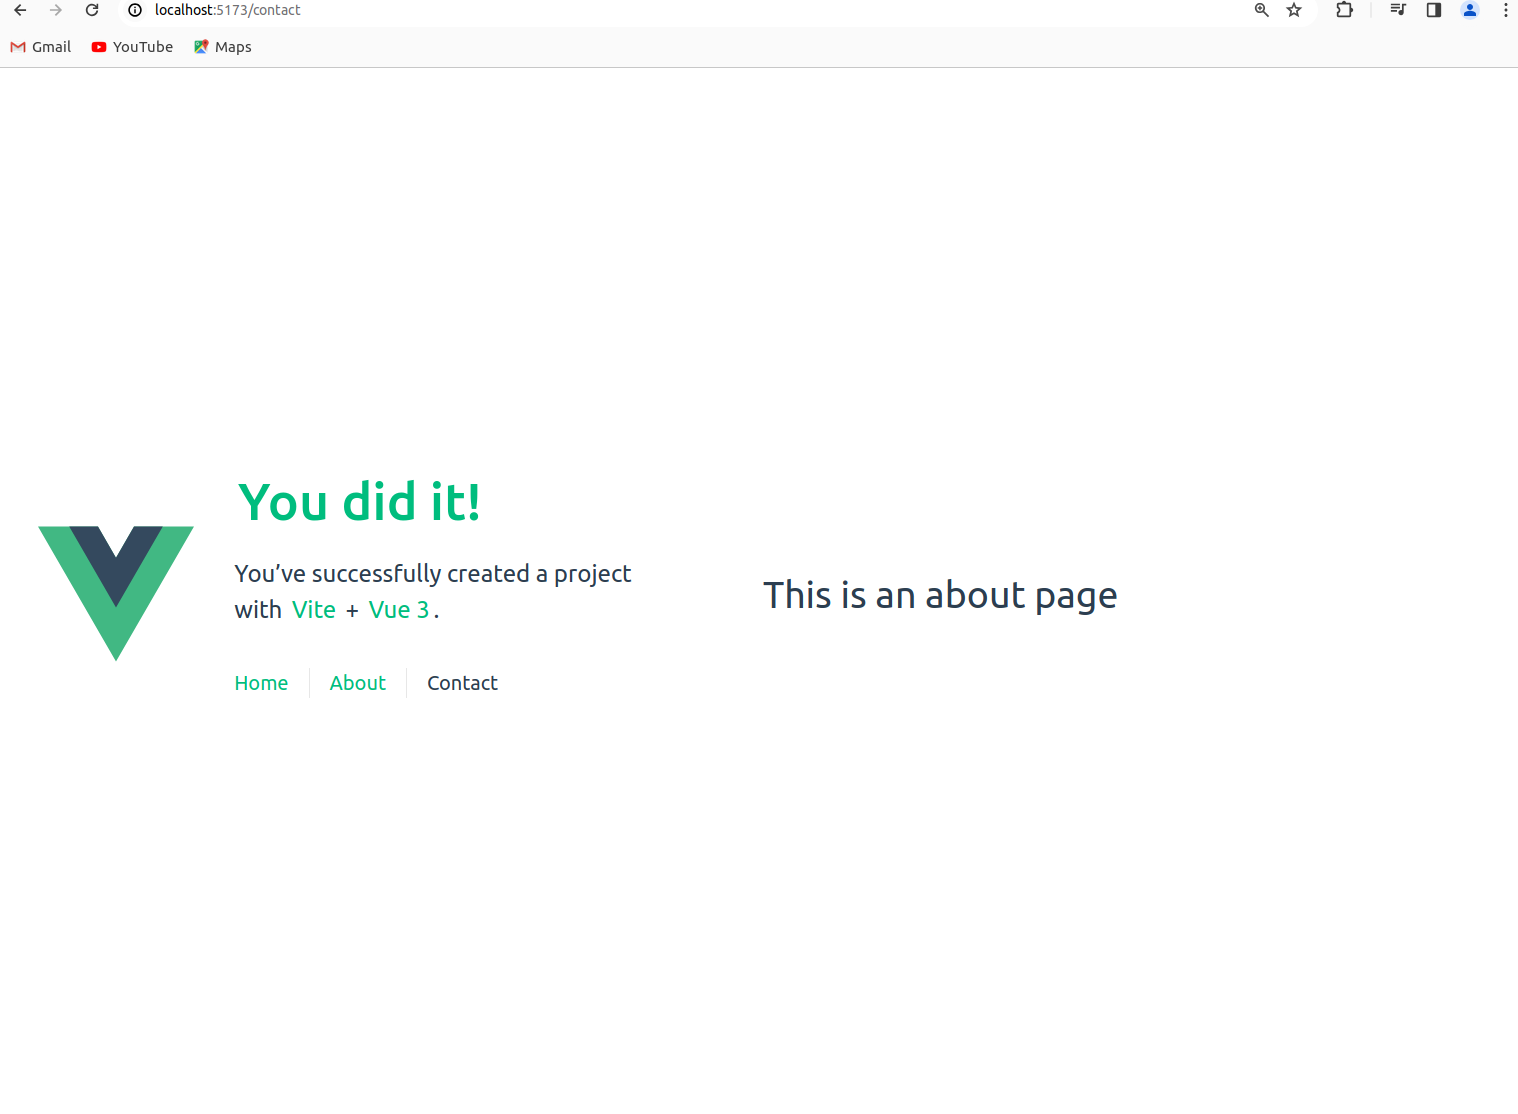 localhost:5173/contact
Gmail YouTube Maps
You did it!
You’ve successfully created a project
with Vite + Vue 3.
Home About Contact
This is an about page